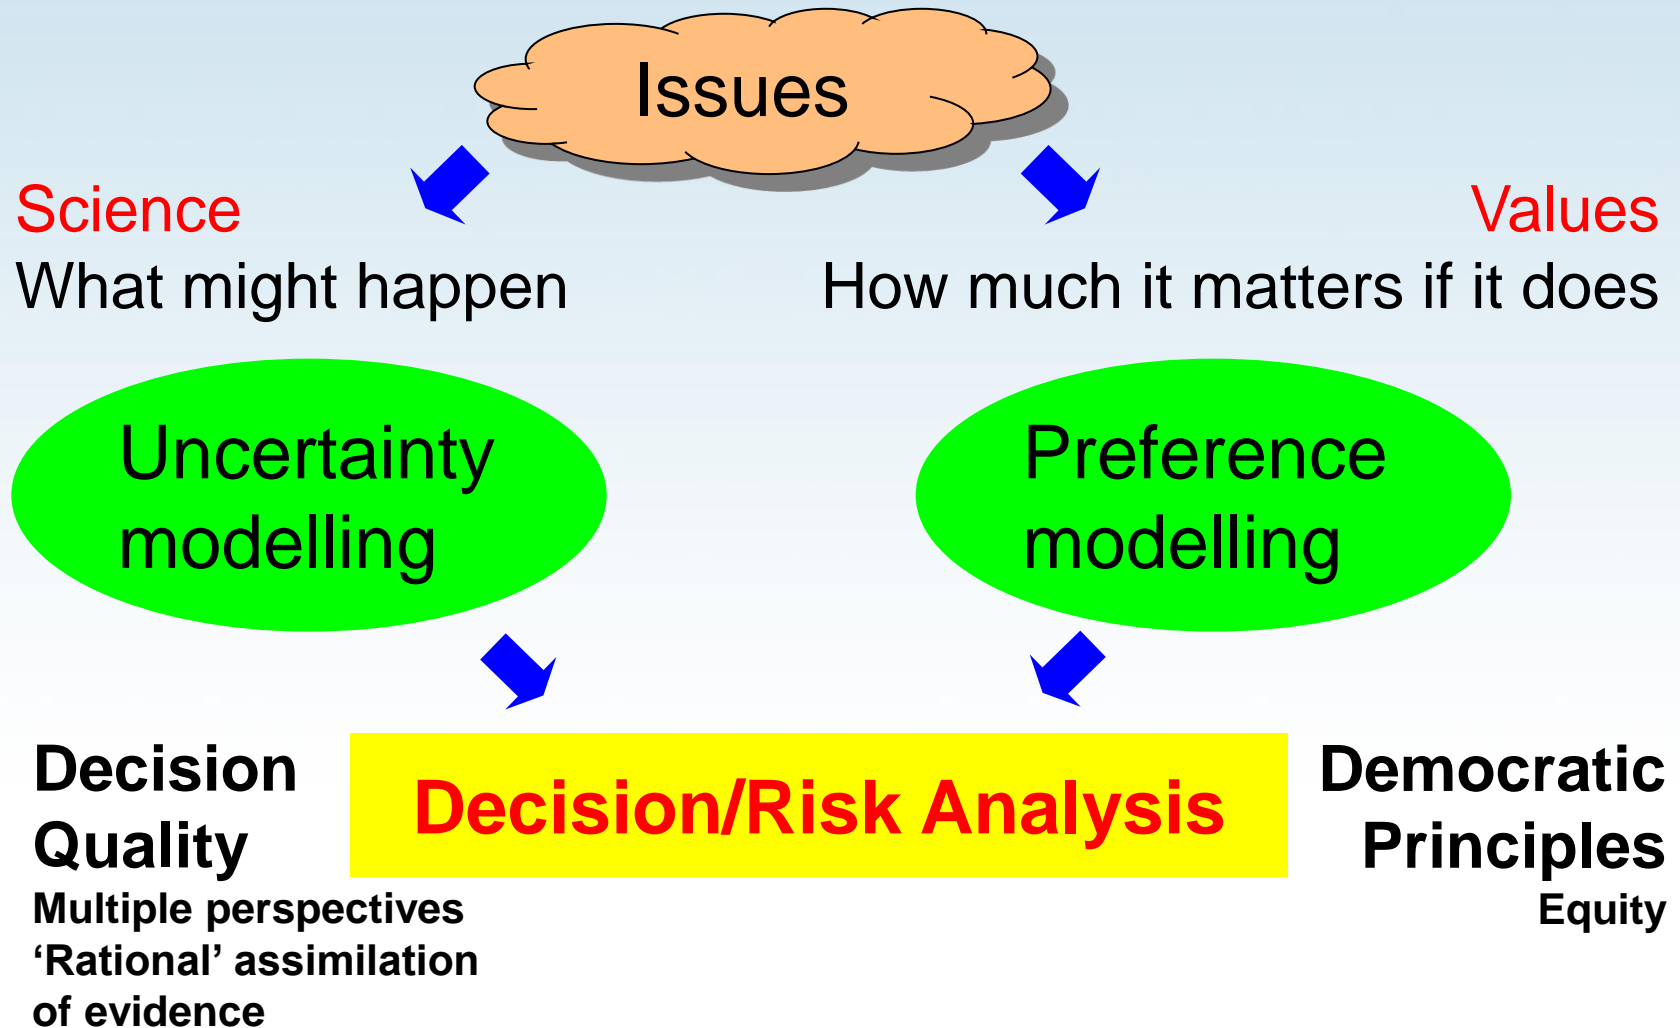 Issues
Science
What might happen
Values
How much it matters if it does
Uncertainty
modelling
Preference
modelling
Decision
Quality
Multiple perspectives
‘Rational’ assimilation
of evidence
Decision/Risk Analysis
Democratic
Principles
Equity